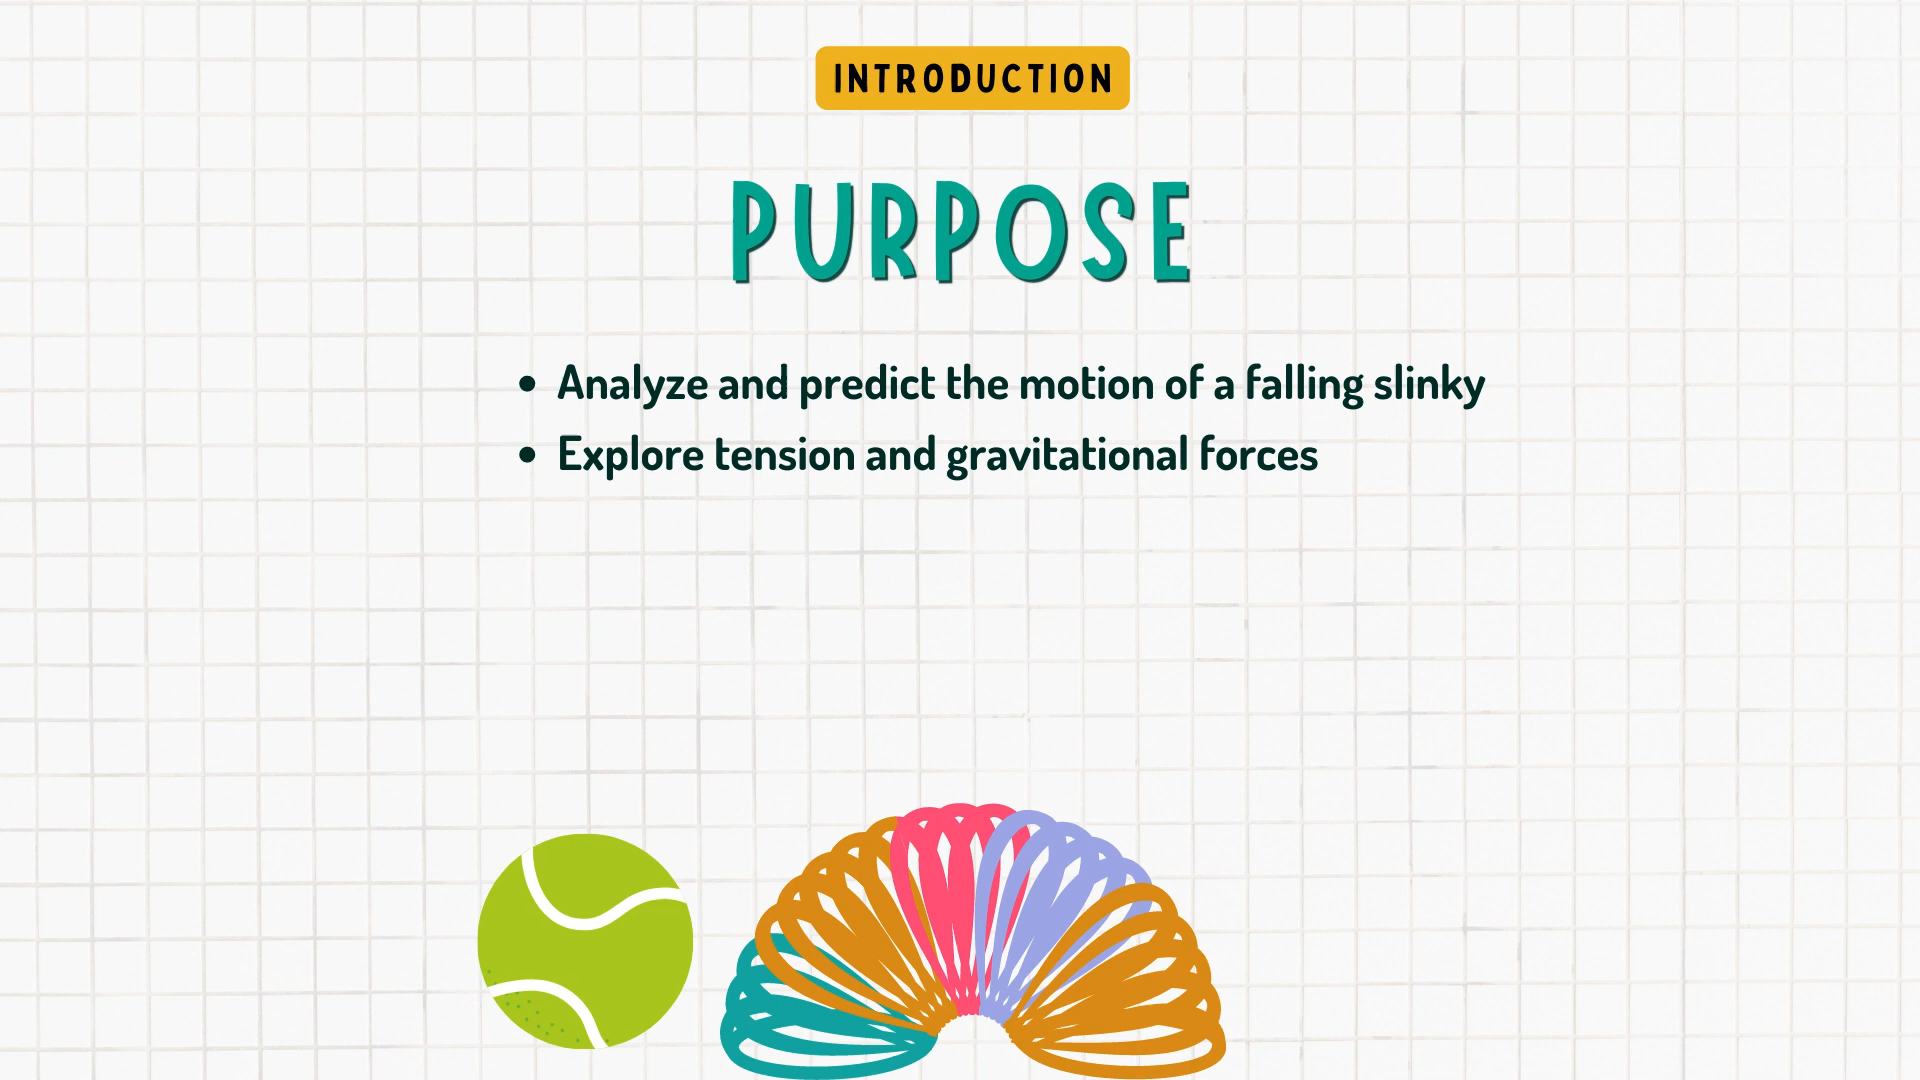 INTRODUCTION
PURPOSE
• Analyze and predict the motion of a falling slinky
• Explore tension and gravitational forces